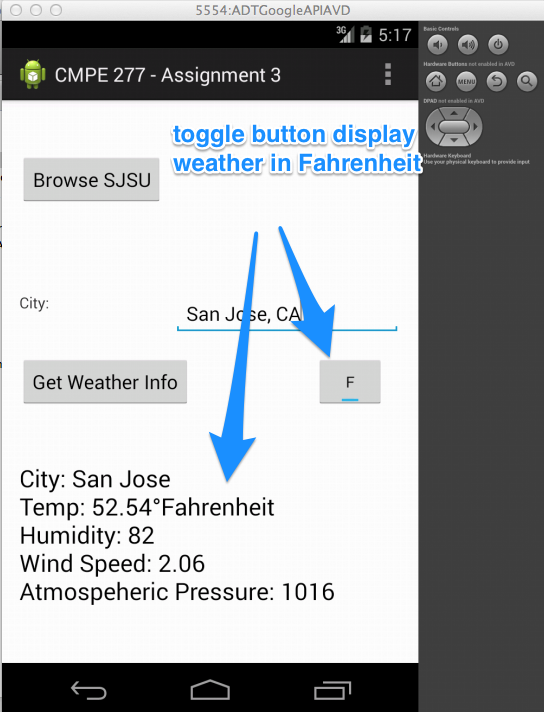 5554:ADTGoogleAPIAVD
3G 5:17
CMPE 277 - Assignment 3
toggle button display
weather in Fahrenheit
Browse SJSU
City:
San Jose, CA
Get Weather Info
F
City: San Jose
Temp: 52.54°Fahrenheit
Humidity: 82
Wind Speed: 2.06
Atmospeheric Pressure: 1016
Basic Controls
Hardware Buttons not enabled in AVD
MENU
DPAD not enabled in AVD
Hardware Keyboard
Use your physical keyboard to provide input